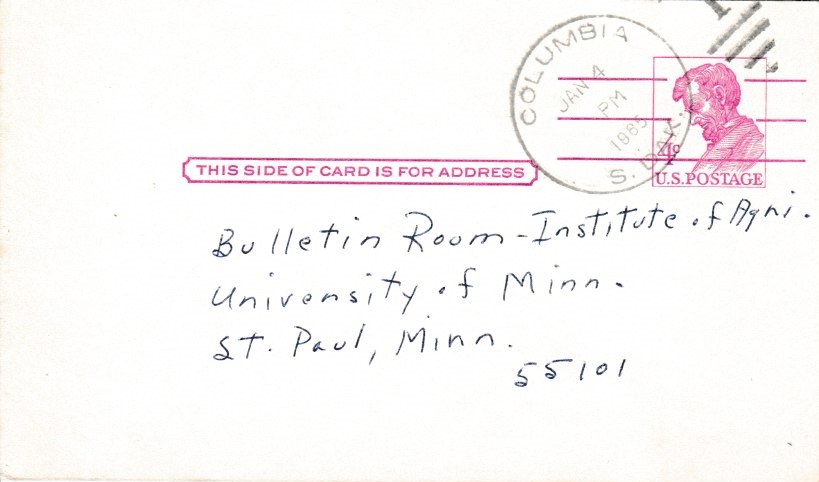 COLUMBIA
JAN 4
PM
S. DAK.
4¢
U.S.POSTAGE
THIS SIDE OF CARD IS FOR ADDRESS
Bulletin Room-Institute of Agri.
University of Minn.
St. Paul, Minn.
55101